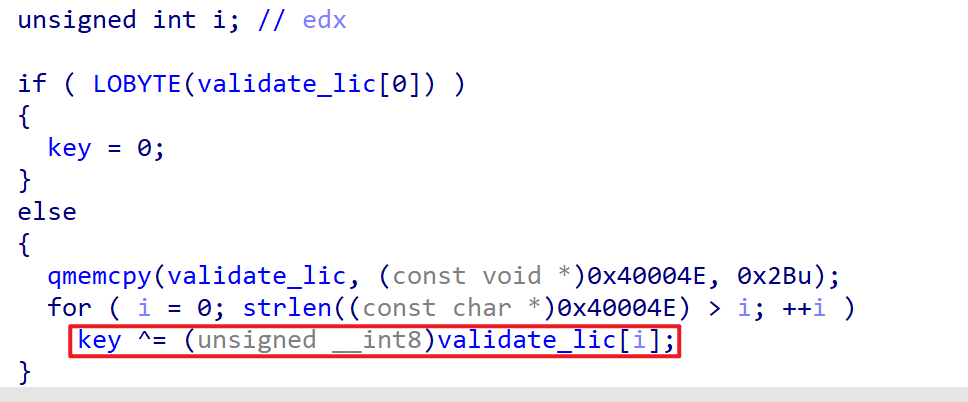 unsigned int i; // edx
if ( LOBYTE(validate_lic[0]) )
{
key = 0;
}
else
{
qmemcpy(validate_lic, (const void *)0x40004E, 0x2Bu);
for ( i = 0; strlen((const char *)0x40004E) > i; ++i )
key ^= (unsigned __int8)validate_lic[i];
}